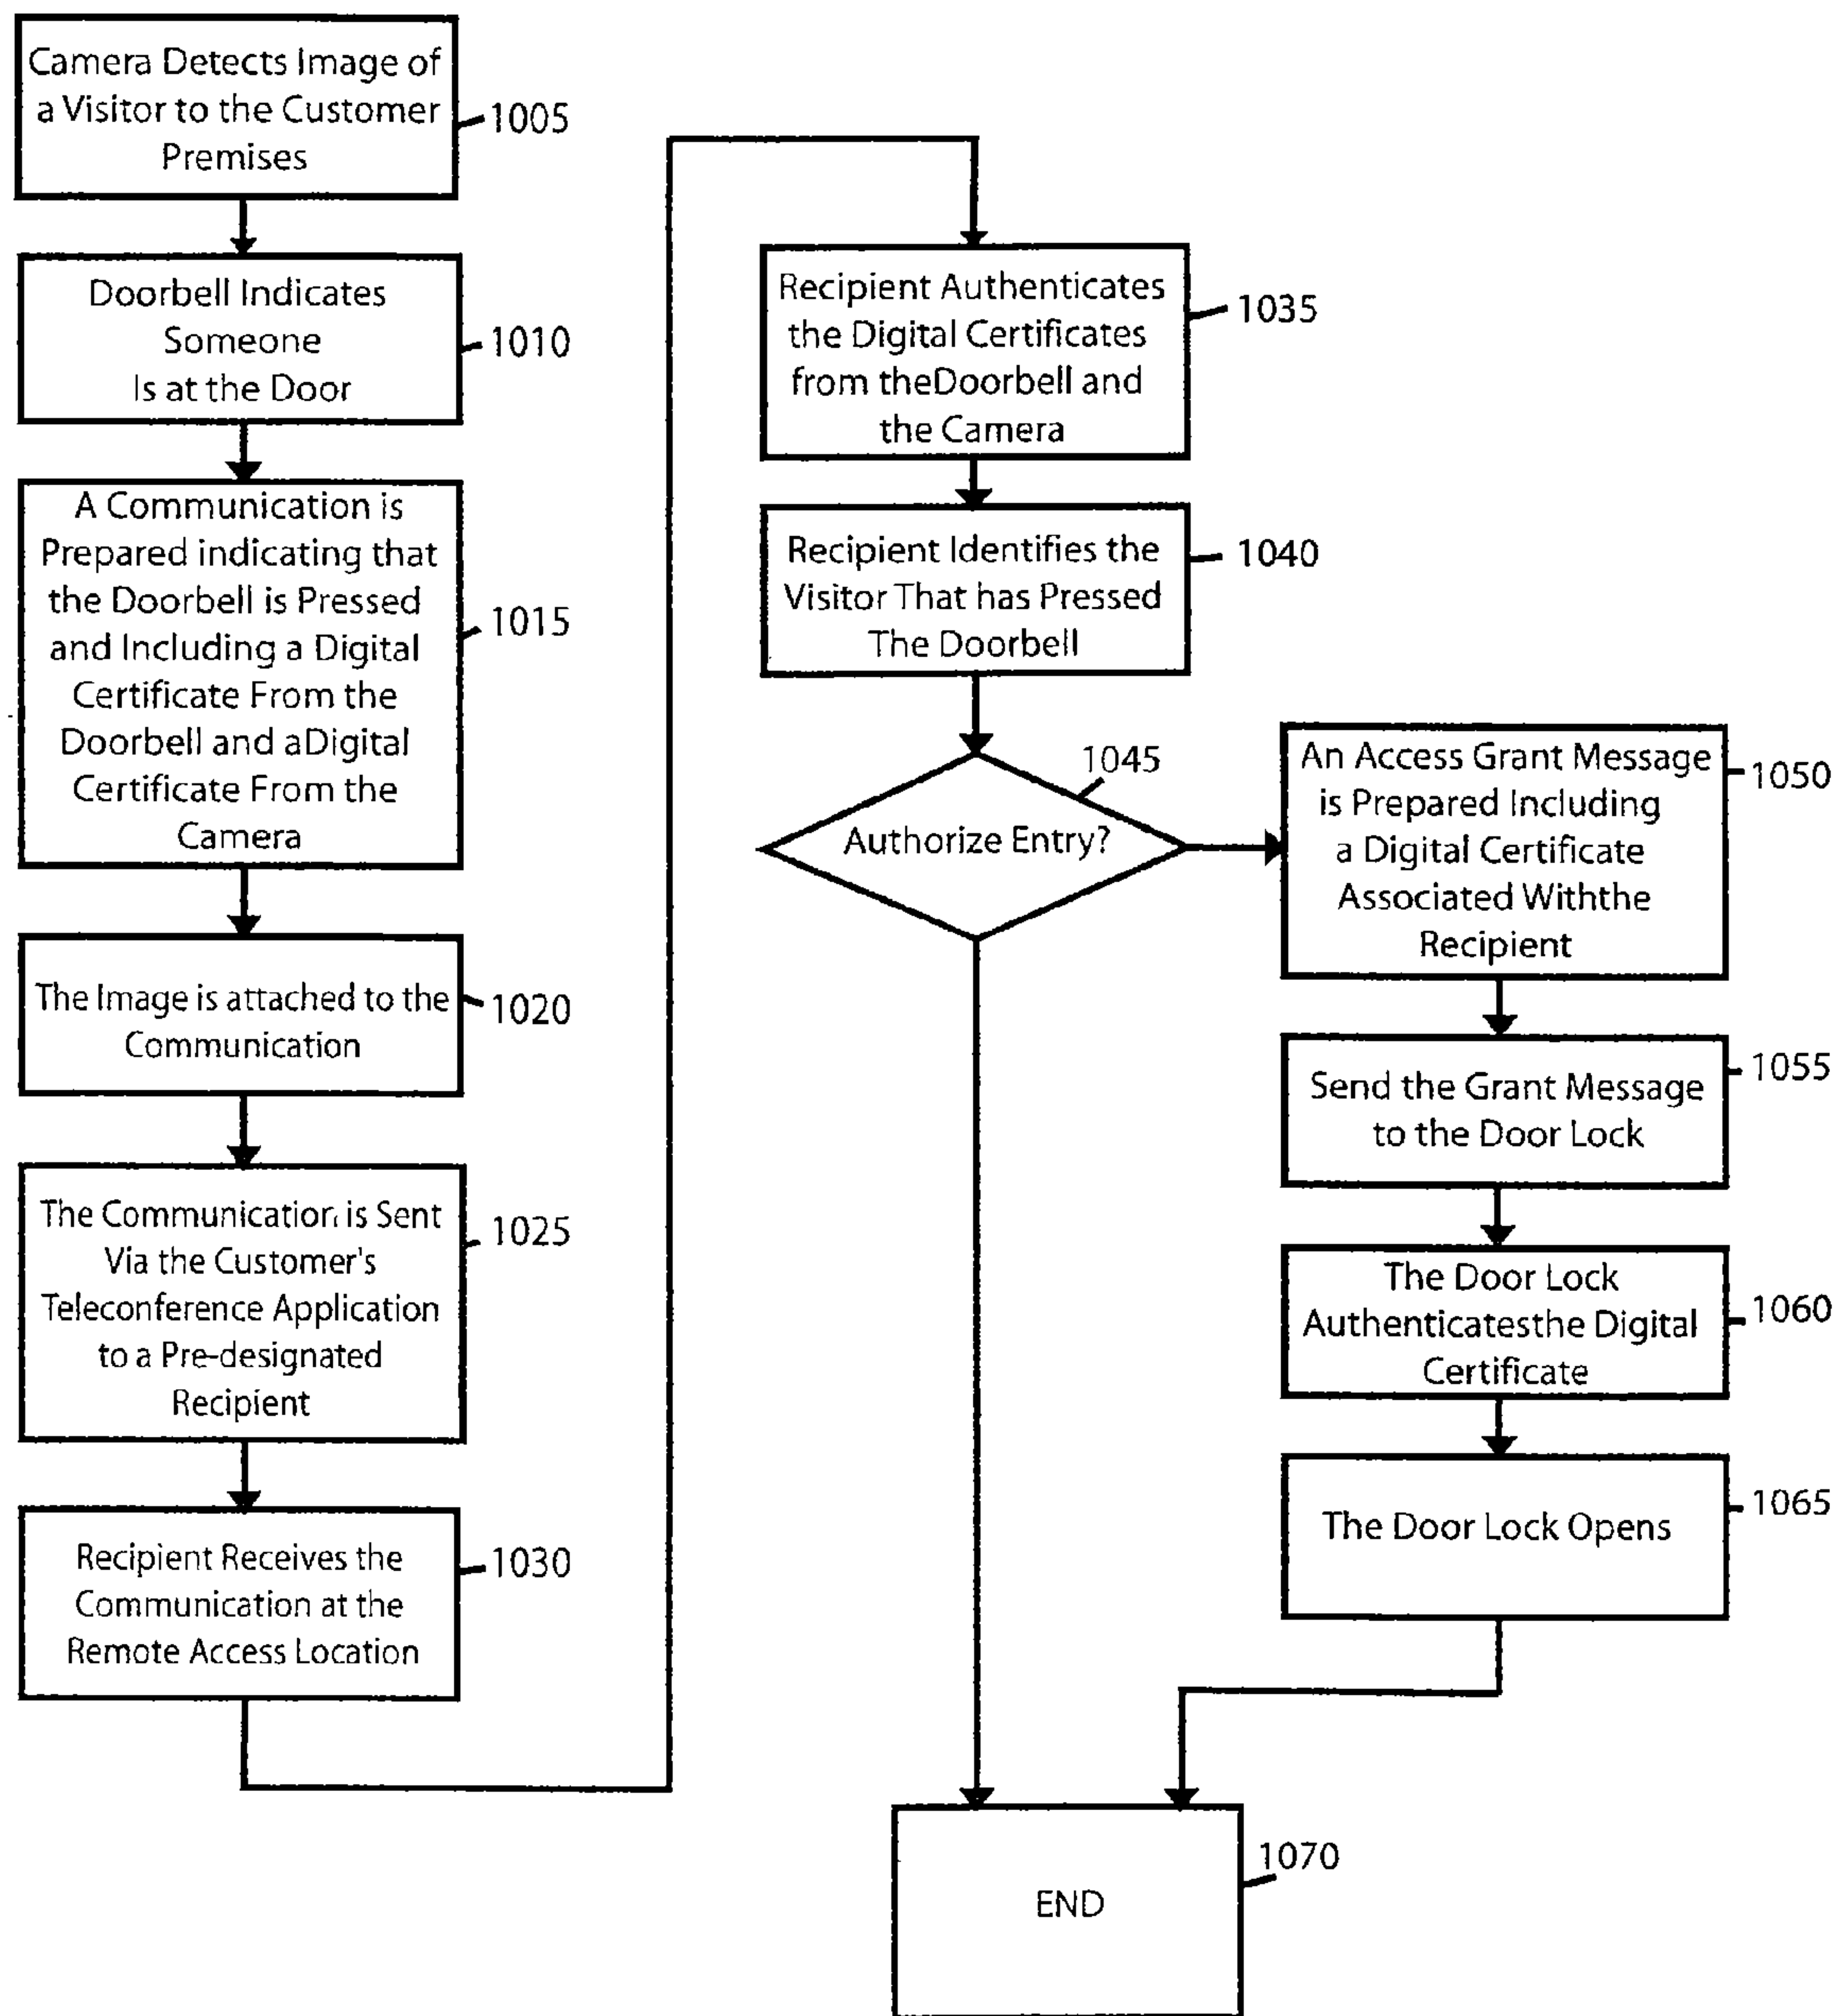 Camera Detects Image of
a Visitor to the Customer
Premises
1005
Doorbell Indicates
Someone
Is at the Door
1010
A Communication is
Prepared indicating that
the Doorbell is Pressed
and Including a Digital
Certificate From the
Doorbell and aDigital
Certificate From the
Camera
1015
The Image is attached to the
Communication
1020
The Communication is Sent
Via the Customer's
Teleconference Application
to a Pre-designated
Recipient
1025
Recipient Receives the
Communication at the
Remote Access Location
1030
Recipient Authenticates
the Digital Certificates
from theDoorbell and
the Camera
1035
Recipient Identifies the
Visitor That has Pressed
The Doorbell
1040
Authorize Entry?
1045
An Access Grant Message
is Prepared Including
a Digital Certificate
Associated Withthe
Recipient
1050
Send the Grant Message
to the Door Lock
1055
The Door Lock
Authenticatesthe Digital
Certificate
1060
The Door Lock Opens
1065
END
1070